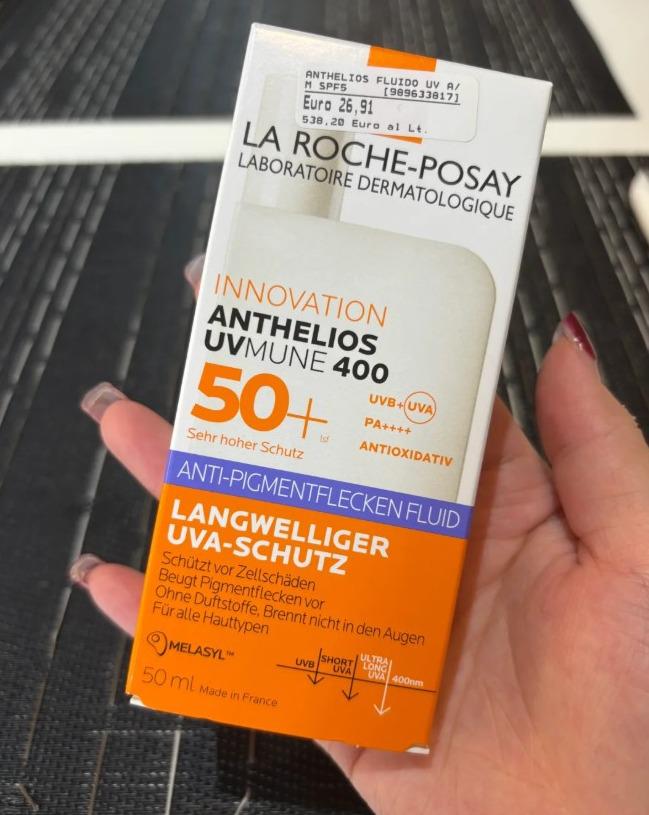 ANTHELIOS FLUIDO UV A/
M SPF5 [989633817]
Euro 26,91
538,20 Euro al Lt.
LA ROCHE-POSAY
LABORATOIRE DERMATOLOGIQUE
INNOVATION
ANTHELIOS
UVMUNE 400
50+
[sf]
Sehr hoher Schutz
UVB+UVA
PA++++
ANTIOXIDATIV
ANTI-PIGMENTFLECKEN FLUID
LANGWELLIGER
UVA-SCHUTZ
Schützt vor Zellschäden
Beugt Pigmentflecken vor
Ohne Duftstoffe, Brennt nicht in den Augen
Für alle Hauttypen
MELASYL™
UVB
SHORT
UVA
ULTRA
LONG
UVA
400nm
50 ml Made in France